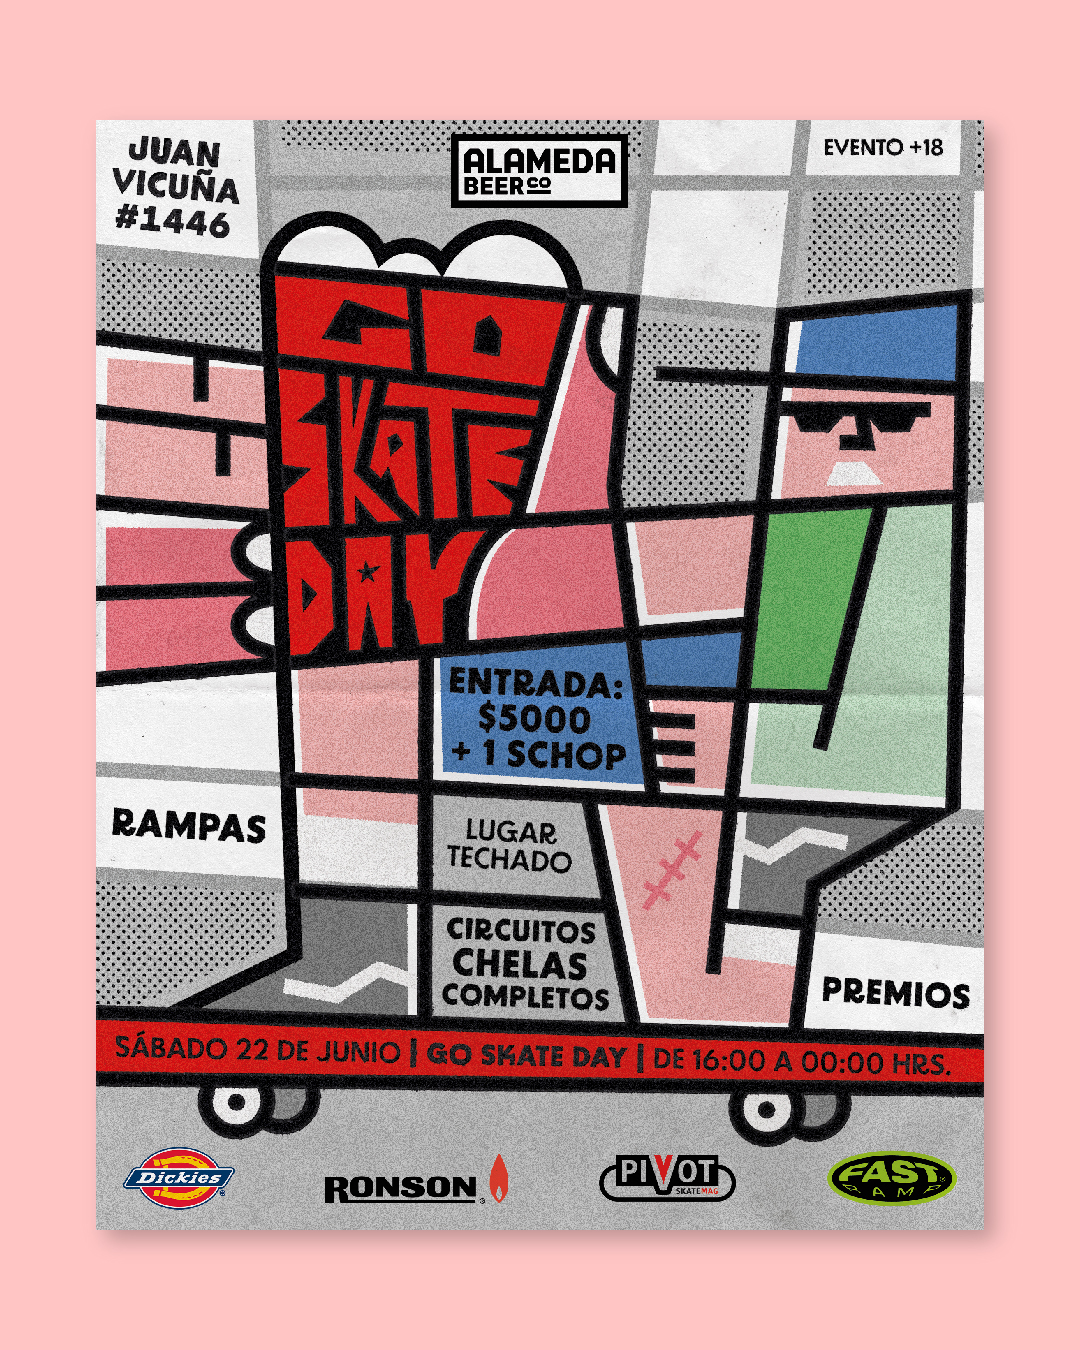 JUAN
VICUÑA
#1446
ALAMEDA
BEER CO
EVENTO +18
GO
SKATE
DAY
ENTRADA:
$5000
+ 1 SCHOP
RAMPAS
LUGAR
TECHADO
CIRCUITOS
CHELAS
COMPLETOS
PREMIOS
SÁBADO 22 DE JUNIO | GO SKATE DAY | DE 16:00 A 00:00 HRS.
Dickies®
RONSON®
PIVOT
SKATEMAG
FAST®
RAMP